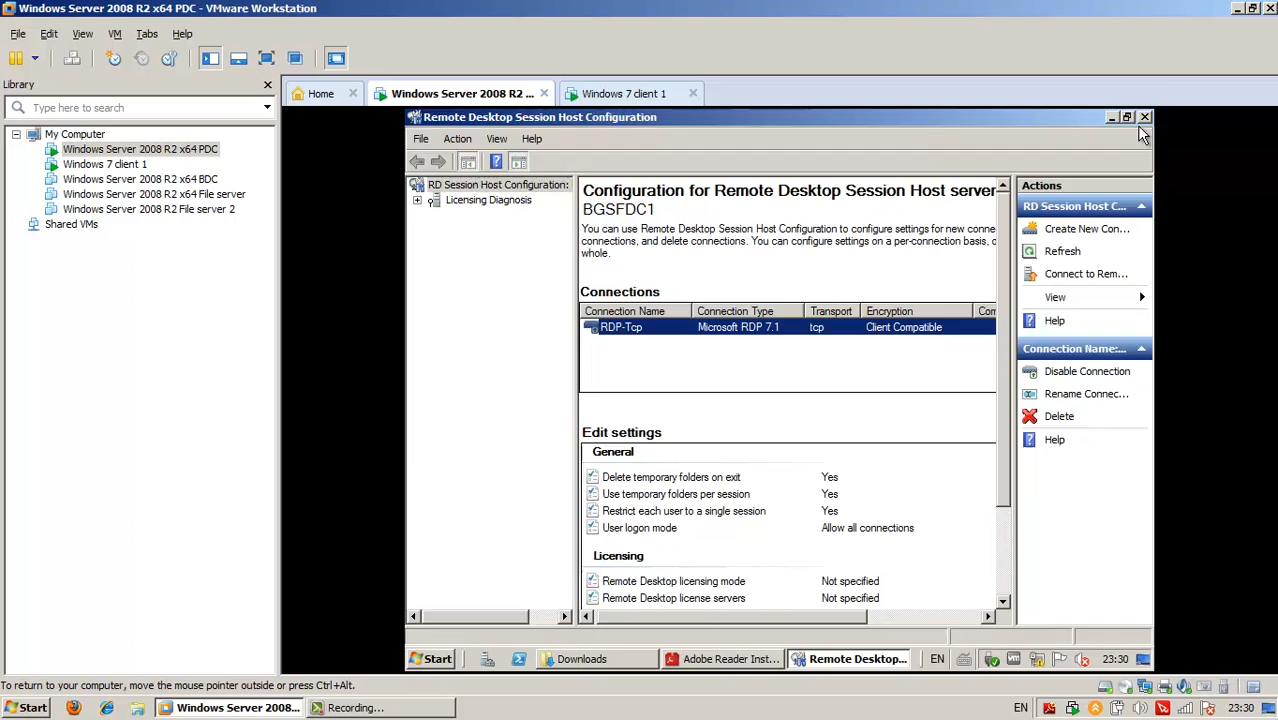 Windows Server 2008 R2 x64 PDC - VMware Workstation
File Edit View VM Tabs Help
Library
Type here to search
My Computer
Windows Server 2008 R2 x64 PDC
Windows 7 client 1
Windows Server 2008 R2 x64 BDC
Windows Server 2008 R2 x64 File server
Windows Server 2008 R2 File server 2
Shared VMs
Home Windows Server 2008 R2 ... Windows 7 client 1
Remote Desktop Session Host Configuration
File Action View Help
RD Session Host Configuration:
Licensing Diagnosis
Configuration for Remote Desktop Session Host server
BGSFDC1
You can use Remote Desktop Session Host Configuration to configure settings for new conne
connections, and delete connections. You can configure settings on a per-connection basis, o
whole.
Connections
Connection Name Connection Type Transport Encryption Com
RDP-Tcp Microsoft RDP 7.1 tcp Client Compatible
Edit settings
General
Delete temporary folders on exit Yes
Use temporary folders per session Yes
Restrict each user to a single session Yes
User logon mode Allow all connections
Licensing
Remote Desktop licensing mode Not specified
Remote Desktop license servers Not specified
Actions
RD Session Host C...
Create New Con...
Refresh
Connect to Rem...
View
Help
Connection Name:...
Disable Connection
Rename Connec...
Delete
Help
Start Downloads Adobe Reader Inst... Remote Desktop... EN 23:30
To return to your computer, move the mouse pointer outside or press Ctrl+Alt.
Start Windows Server 2008... Recording... EN 23:30